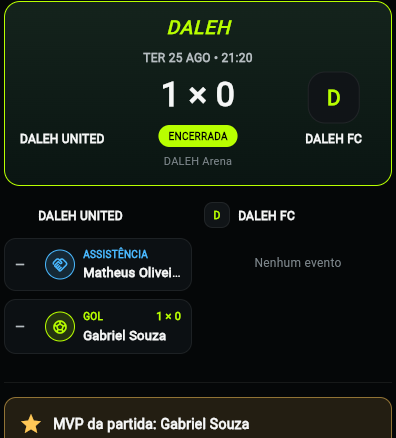 DALEH
TER 25 AGO • 21:20
1 × 0
D
DALEH UNITED
ENCERRADA
DALEH FC
DALEH Arena
DALEH UNITED
D DALEH FC
ASSISTÊNCIA
– Matheus Olivei...
Nenhum evento
GOL 1 × 0
– Gabriel Souza
MVP da partida: Gabriel Souza